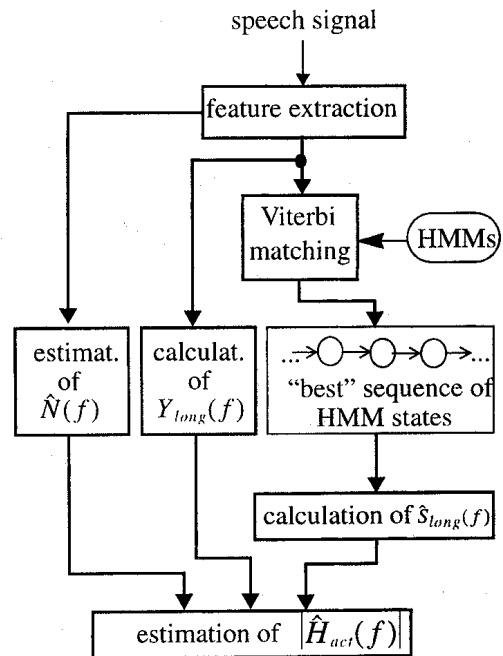 speech signal
feature extraction
Viterbi
matching
HMMs
estimat.
of
N̂(f)
calculat.
of
Y_long(f)
... ...
“best” sequence of
HMM states
calculation of ŝ_long(f)
estimation of |Ĥ_act(f)|